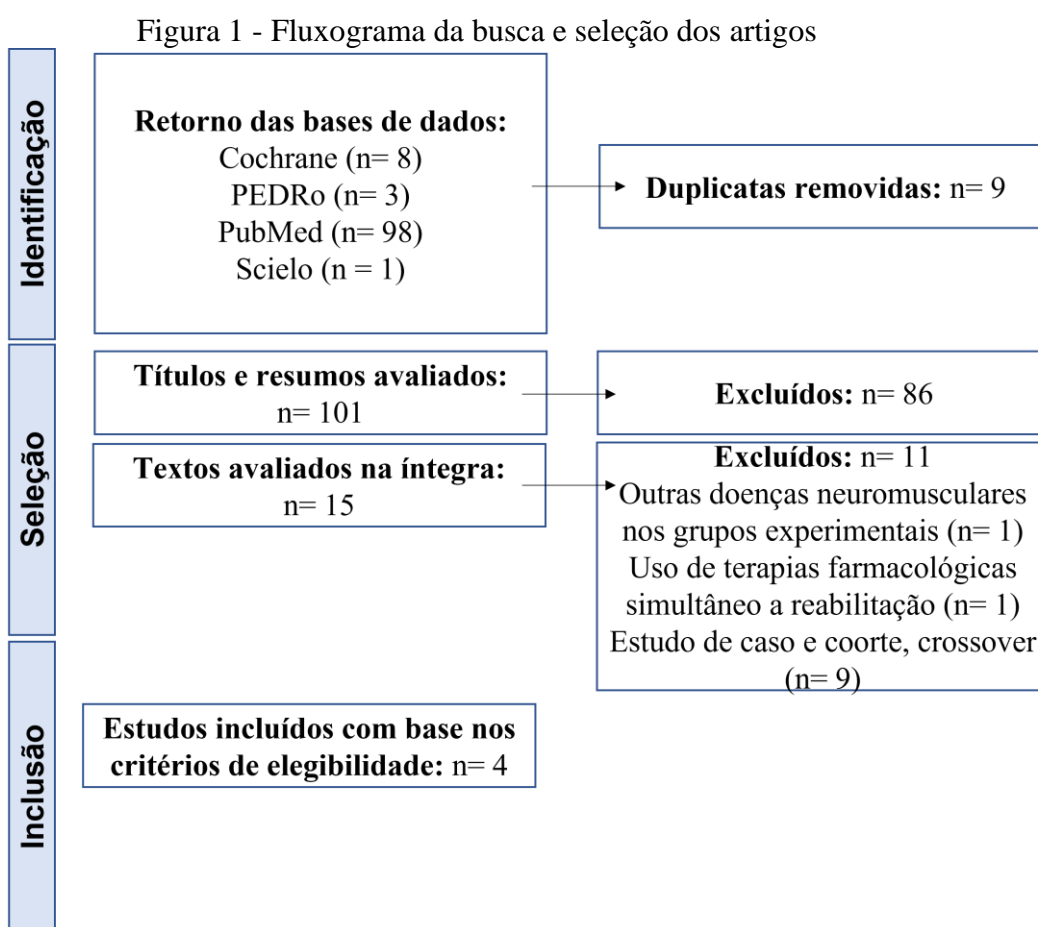 Figura 1 - Fluxograma da busca e seleção dos artigos
Identificação
Retorno das bases de dados:
Cochrane (n= 8)
PEDRo (n= 3)
PubMed (n= 98)
Scielo (n = 1)
Duplicatas removidas: n= 9
Seleção
Títulos e resumos avaliados:
n= 101
Excluídos: n= 86
Textos avaliados na íntegra:
n= 15
Excluídos: n= 11
Outras doenças neuromusculares
nos grupos experimentais (n= 1)
Uso de terapias farmacológicas
simultâneo a reabilitação (n= 1)
Estudo de caso e coorte, crossover
(n= 9)
Inclusão
Estudos incluídos com base nos
critérios de elegibilidade: n= 4